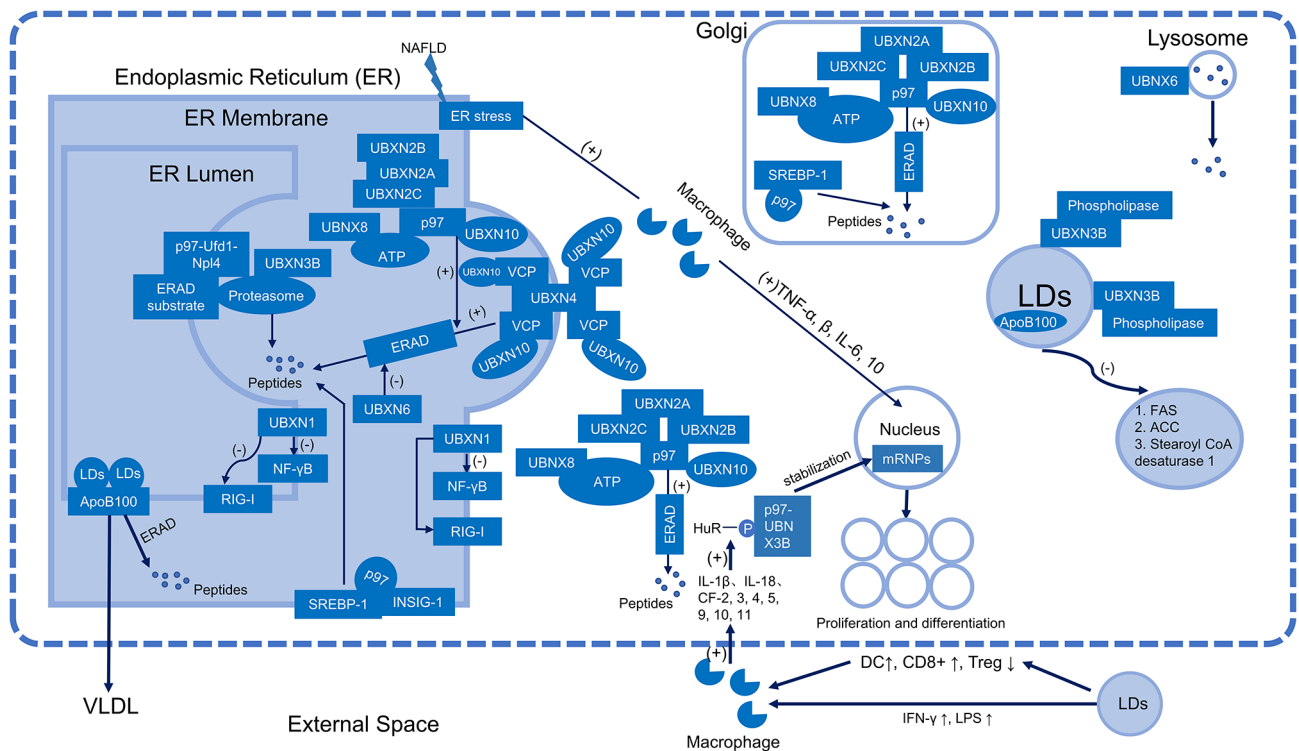 NAFLD
Endoplasmic Reticulum (ER)
ER Membrane
ER stress
ER Lumen
UBXN2B
UBXN2A
UBXN2C
UBNX8
p97
UBXN10
ATP
(+)
p97-Ufd1-
Npl4
UBXN3B
ERAD
substrate
Proteasome
Peptides
UBXN10
VCP
UBXN10
VCP
UBXN4
VCP
VCP
UBXN10
UBXN10
(+)
ERAD
(-)
UBXN6
UBXN1
(-)
(-)
NF-γB
RIG-I
UBXN1
(-)
NF-γB
RIG-I
LDs
LDs
ApoB100
ERAD
Peptides
p97
SREBP-1
INSIG-1
VLDL
External Space
(+)
Macrophage
(+)TNF-α, β, IL-6, 10
Golgi
UBXN2A
UBXN2C
UBXN2B
p97
UBNX8
UBXN10
ATP
(+)
ERAD
SREBP-1
p97
Peptides
Lysosome
UBNX6
Phospholipase
UBXN3B
LDs
ApoB100
UBXN3B
Phospholipase
(-)
1. FAS
2. ACC
3. Stearoyl CoA
desaturase 1
UBXN2A
UBXN2C
UBXN2B
p97
UBNX8
UBXN10
ATP
(+)
ERAD
Peptides
Nucleus
mRNPs
stabilization
HuR
P
p97-
UBN
X3B
(+)
IL-1β、IL-18、
CF-2, 3, 4, 5,
9, 10, 11
(+)
Proliferation and differentiation
DC↑, CD8+ ↑, Treg ↓
LDs
IFN-γ ↑, LPS ↑
Macrophage